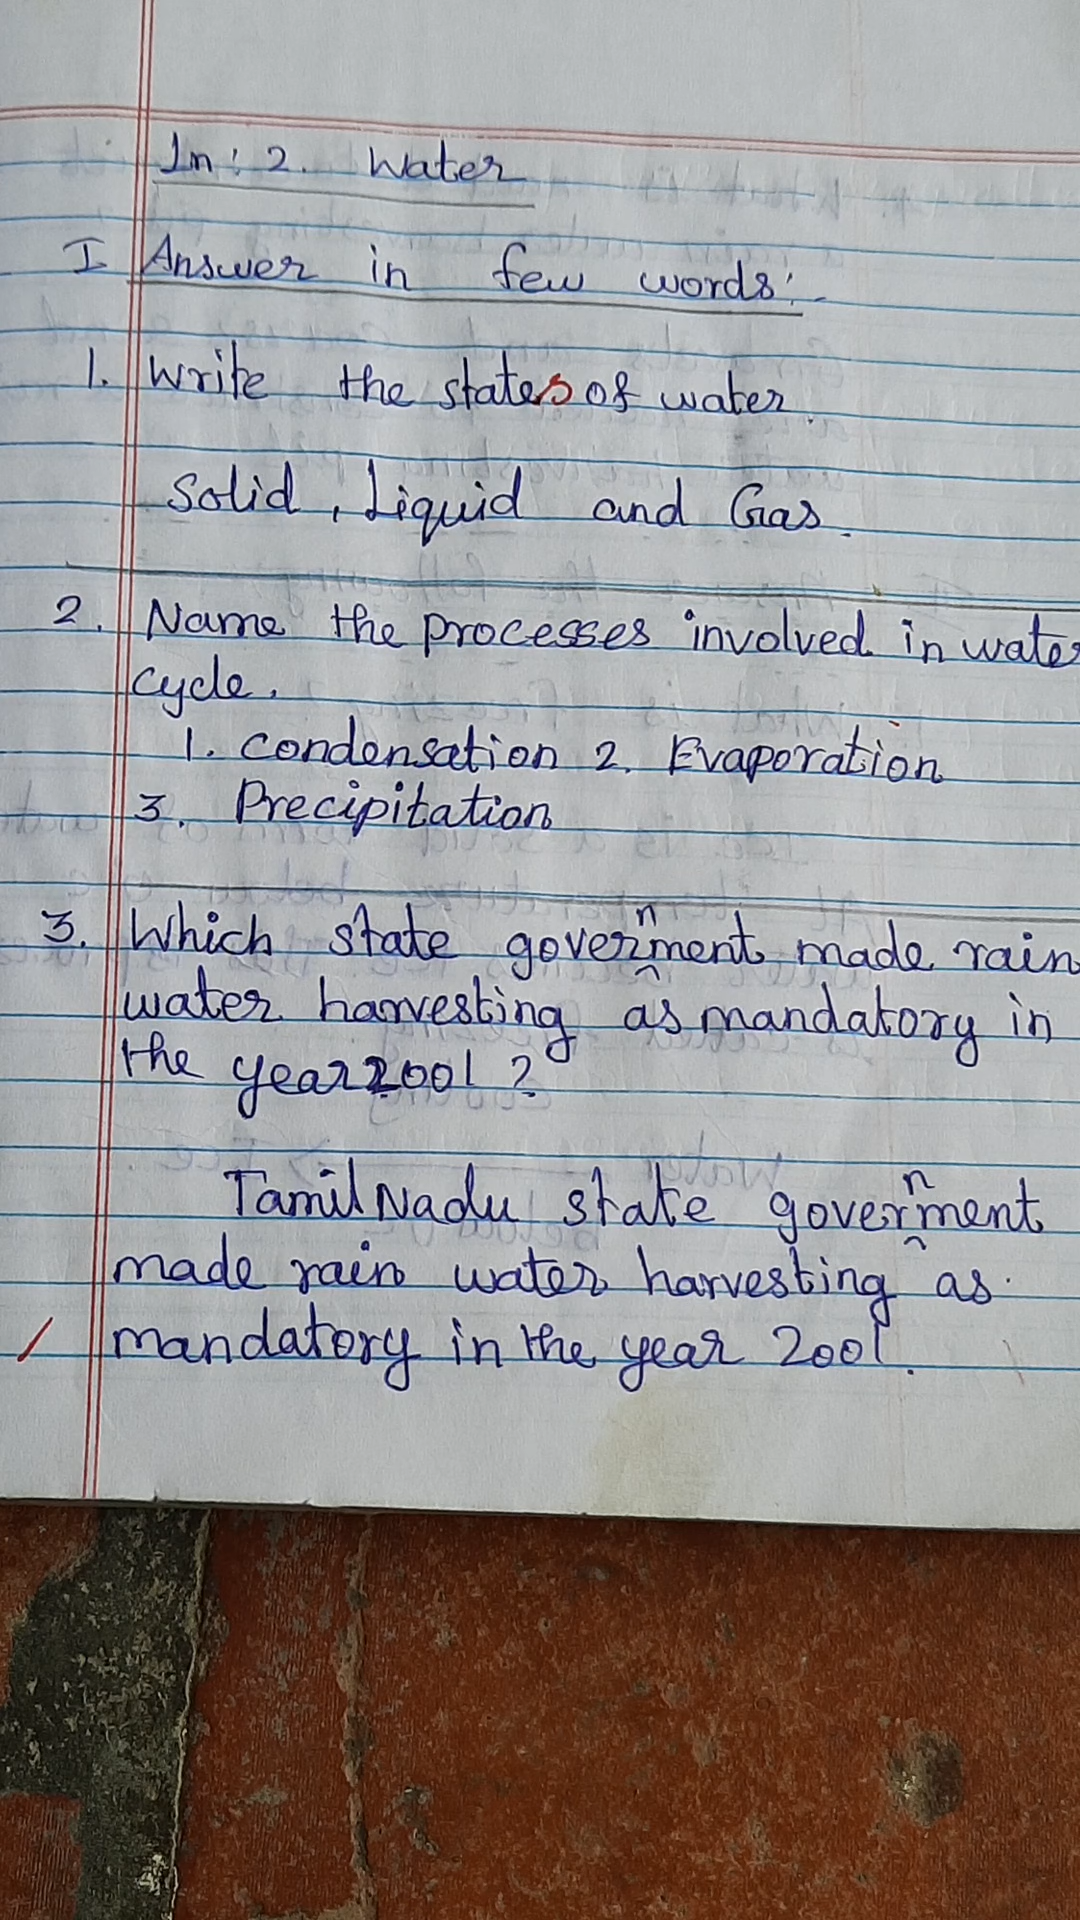 Ln: 2. Water
I Answer in few words:-
1. Write the states of water.
Solid, Liquid and Gas.
2. Name the processes involved in water
cycle.
1. Condensation 2. Evaporation
3. Precipitation
3. Which state government made rain
water harvesting as mandatory in
the year 2001?
Tamil Nadu state government
made rain water harvesting as
mandatory in the year 2001.